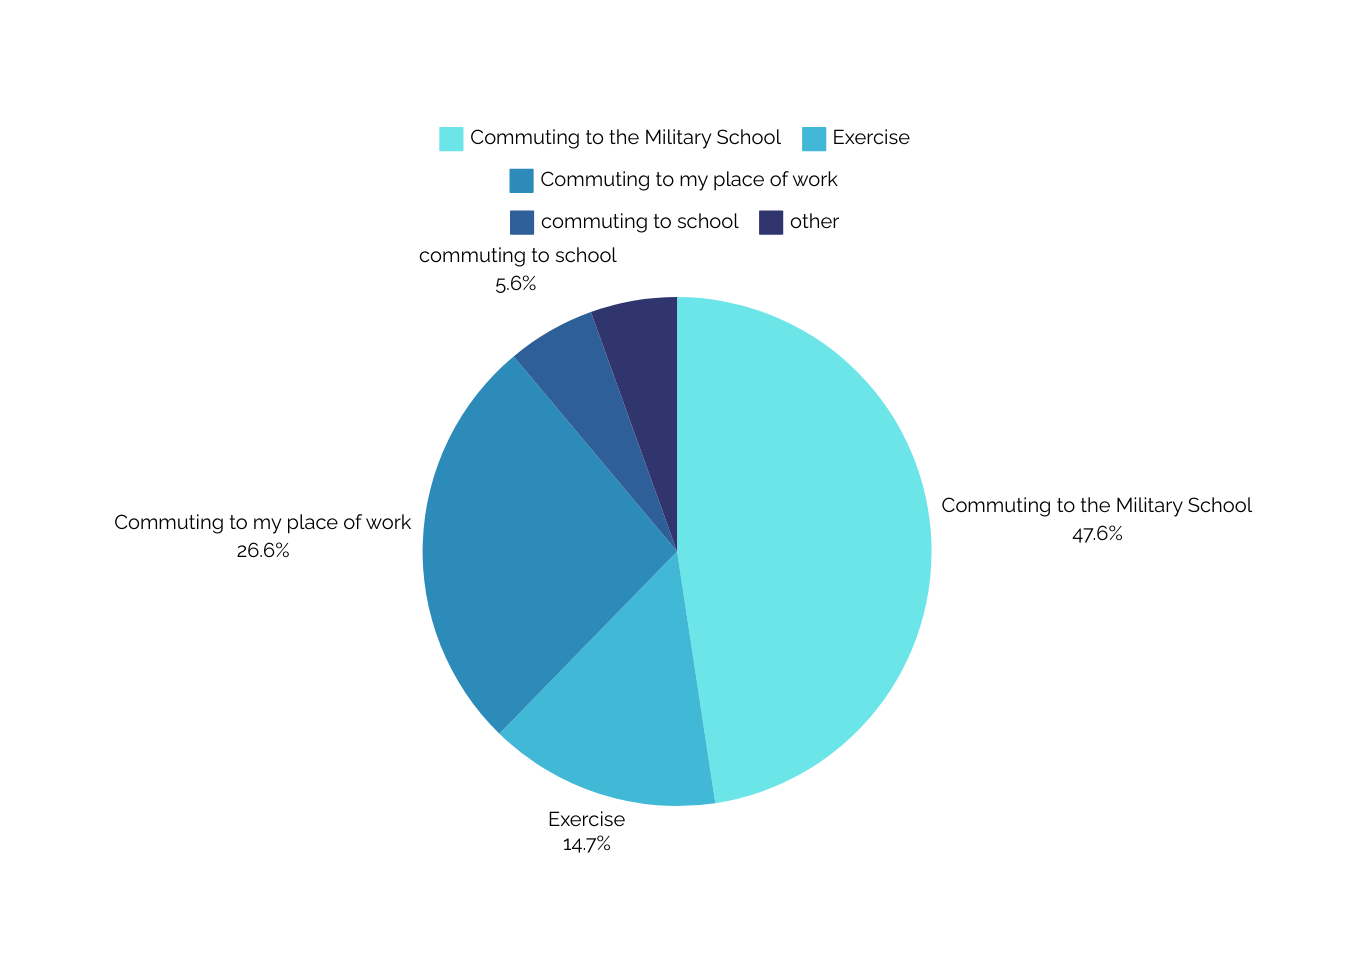 Commuting to the Military School Exercise
Commuting to my place of work
commuting to school other
commuting to school
5.6%
Commuting to the Military School
47.6%
Commuting to my place of work
26.6%
Exercise
14.7%